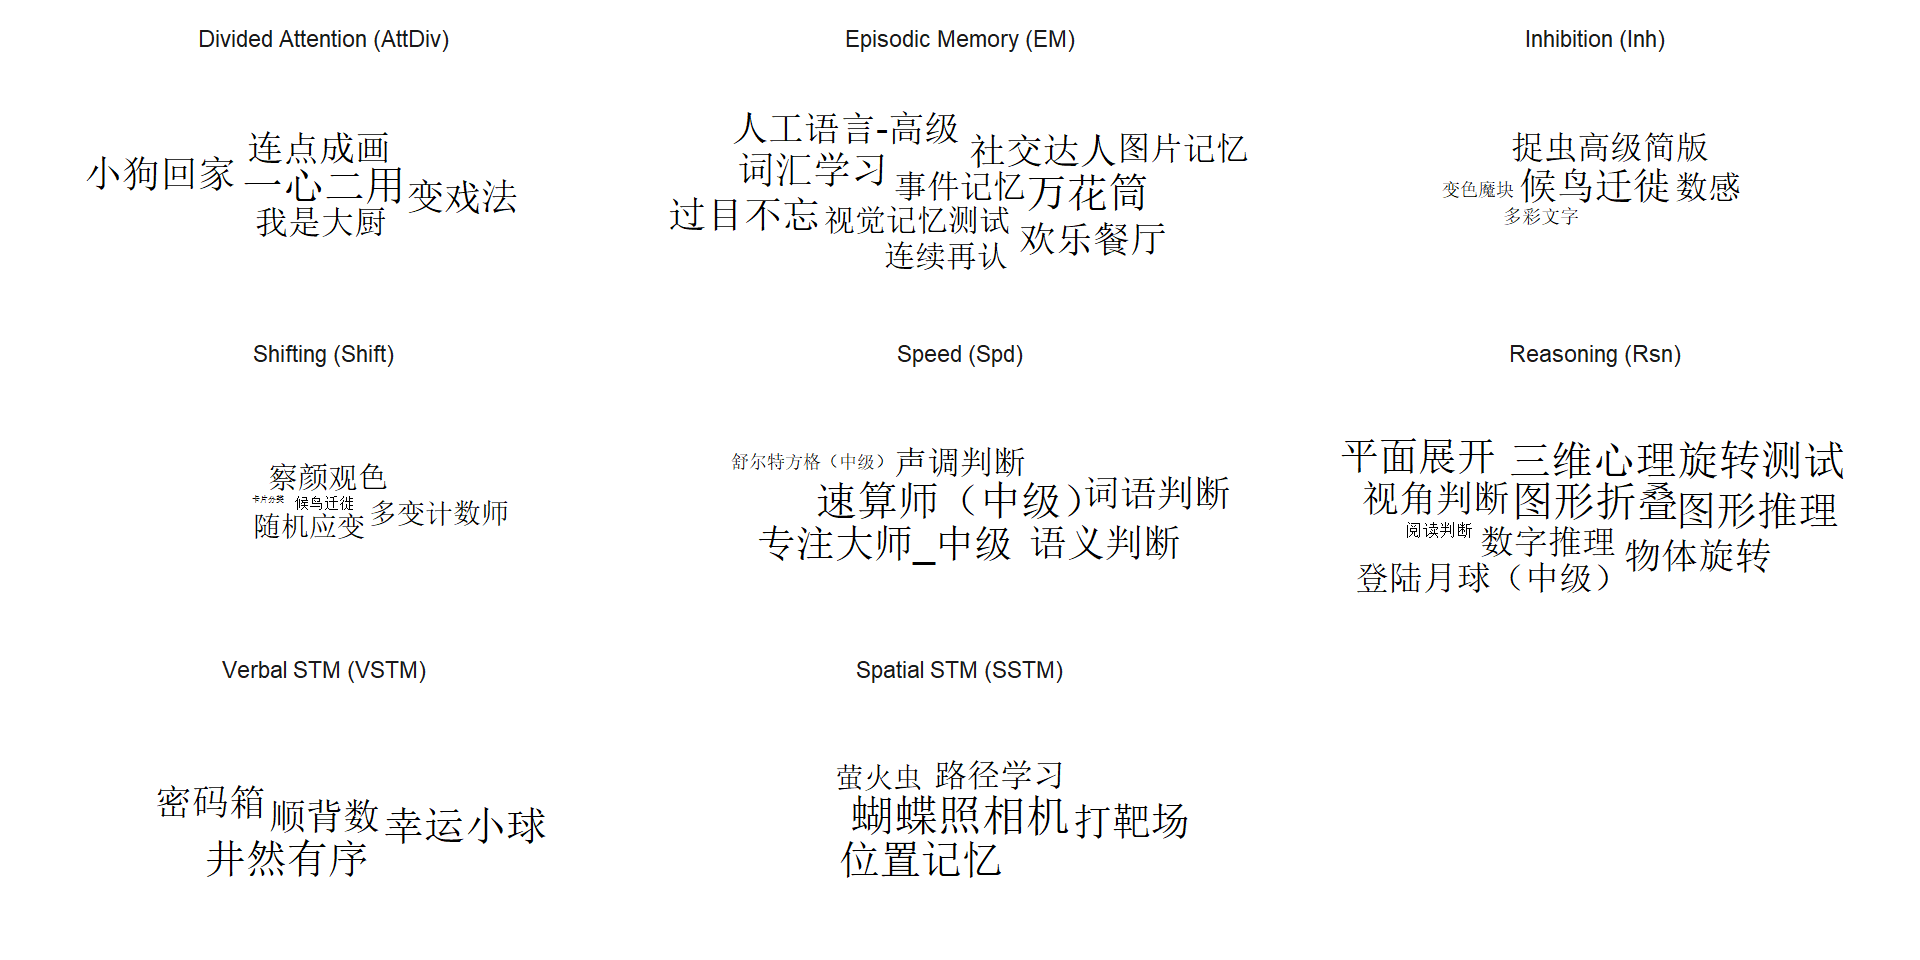 Divided Attention (AttDiv)
连点成画
小狗回家
一心二用
变戏法
我是大厨
Episodic Memory (EM)
人工语言-高级
社交达人
图片记忆
词汇学习
事件记忆
万花筒
过目不忘
视觉记忆测试
欢乐餐厅
连续再认
Inhibition (Inh)
捉虫高级简版
变色魔块
候鸟迁徙
数感
多彩文字
Shifting (Shift)
察颜观色
卡片分类
候鸟迁徙
多变计数师
随机应变
Speed (Spd)
舒尔特方格（中级）
声调判断
速算师（中级）
词语判断
专注大师_中级
语义判断
Reasoning (Rsn)
平面展开
三维心理旋转测试
视角判断
图形折叠
图形推理
阅读判断
数字推理
物体旋转
登陆月球（中级）
Verbal STM (VSTM)
密码箱
顺背数
幸运小球
井然有序
Spatial STM (SSTM)
萤火虫
路径学习
蝴蝶照相机
打靶场
位置记忆